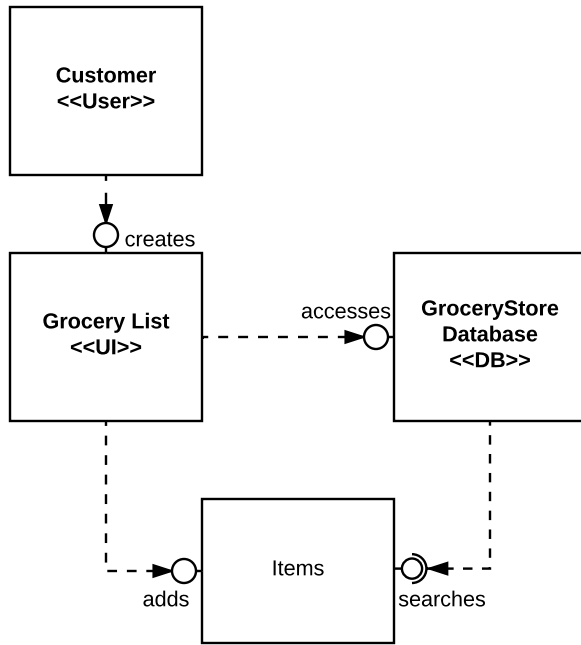 Customer
<<User>>
creates
Grocery List
<<UI>>
accesses
GroceryStore
Database
<<DB>>
Items
adds
searches